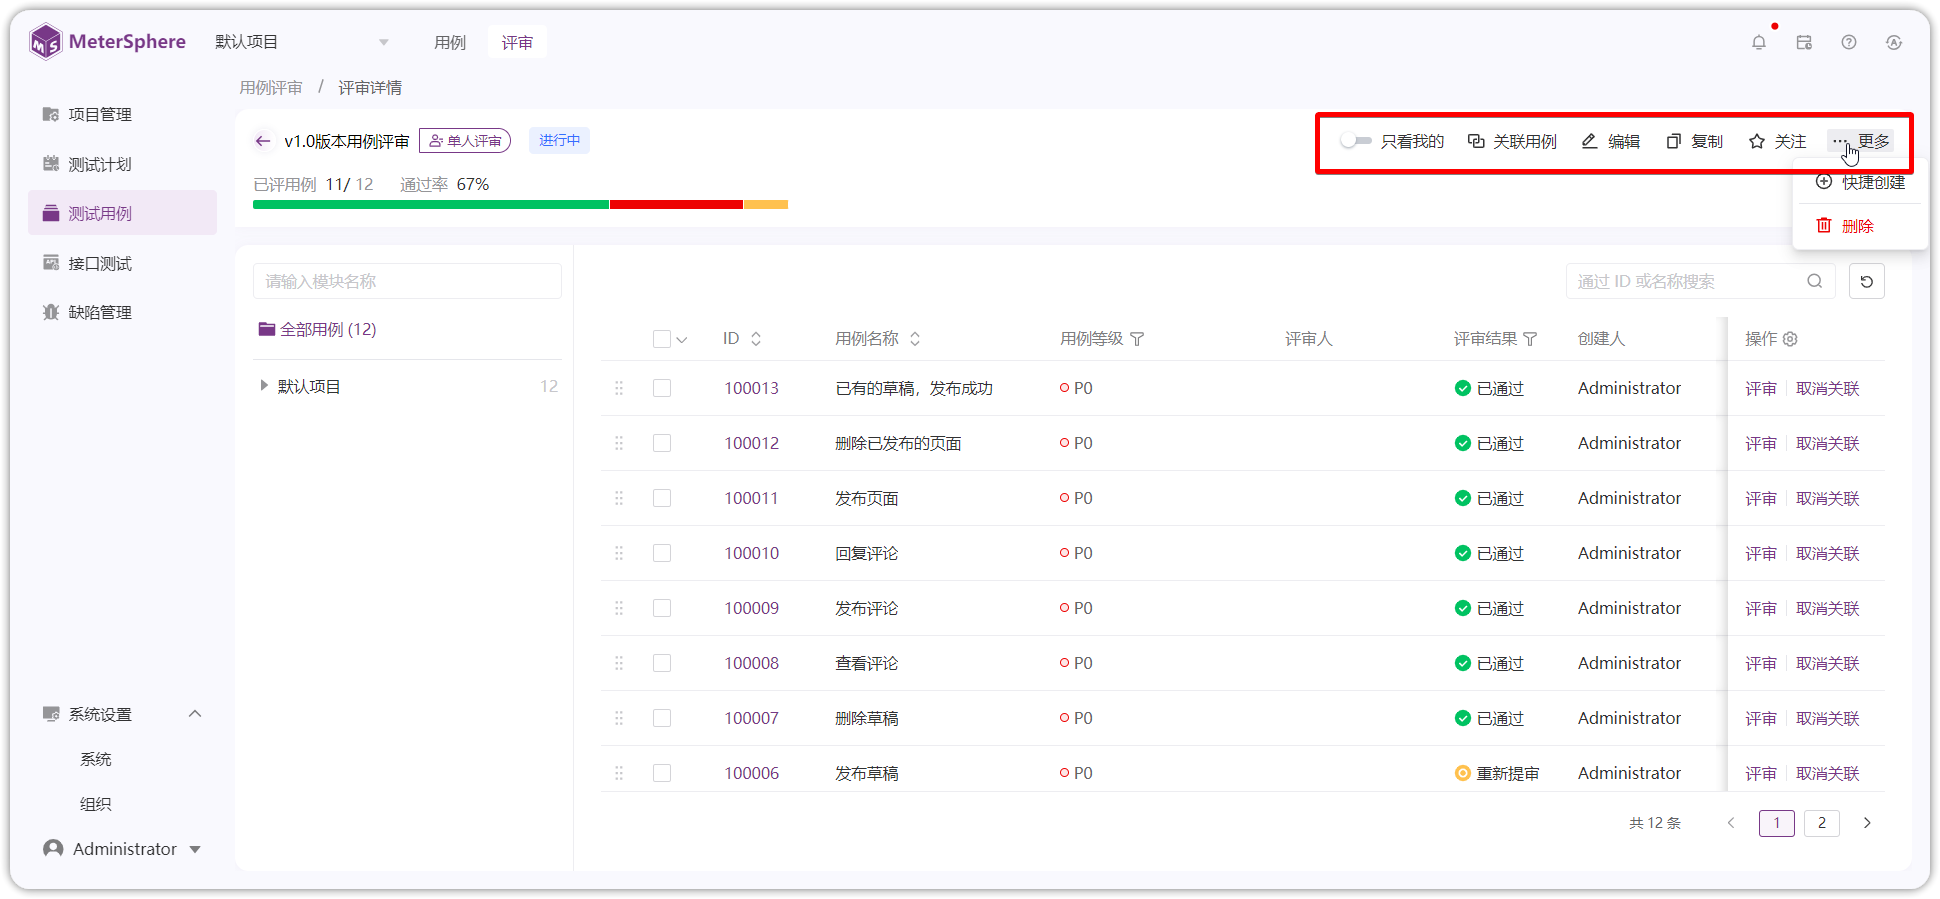 MeterSphere
默认项目
用例
评审
项目管理
测试计划
测试用例
接口测试
缺陷管理
系统设置
系统
组织
Administrator
用例评审 / 评审详情
v1.0版本用例评审 单人评审 进行中
只看我的 关联用例 编辑 复制 关注 更多
快捷创建
删除
已评用例 11/ 12 通过率 67%
请输入模块名称
全部用例 (12)
默认项目 12
通过 ID 或名称搜索
ID 用例名称 用例等级 评审人 评审结果 创建人 操作
100013 已有的草稿，发布成功 P0 已通过 Administrator 评审 取消关联
100012 删除已发布的页面 P0 已通过 Administrator 评审 取消关联
100011 发布页面 P0 已通过 Administrator 评审 取消关联
100010 回复评论 P0 已通过 Administrator 评审 取消关联
100009 发布评论 P0 已通过 Administrator 评审 取消关联
100008 查看评论 P0 已通过 Administrator 评审 取消关联
100007 删除草稿 P0 已通过 Administrator 评审 取消关联
100006 发布草稿 P0 重新提审 Administrator 评审 取消关联
共 12 条 1 2